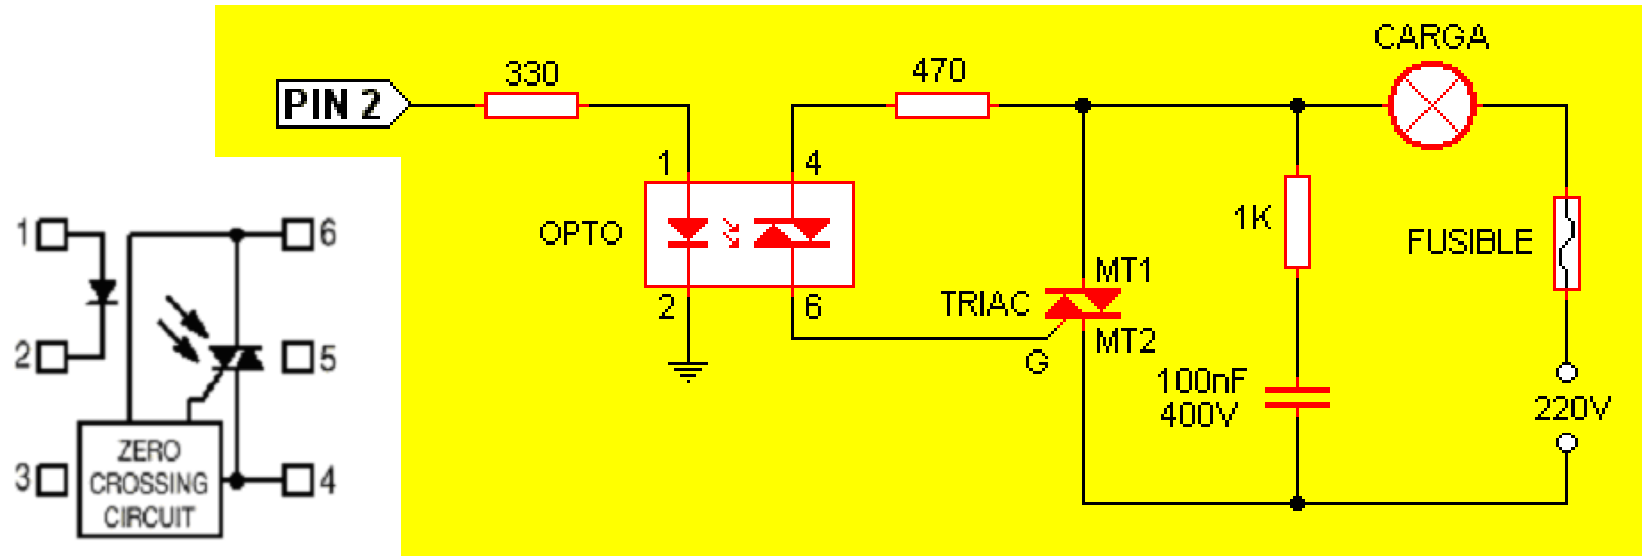 CARGA
330
470
PIN 2
1
4
1
6
OPTO
1K
FUSIBLE
2
6
MT1
TRIAC
MT2
G
2
5
100nF
400V
220V
ZERO
CROSSING
CIRCUIT
3
4